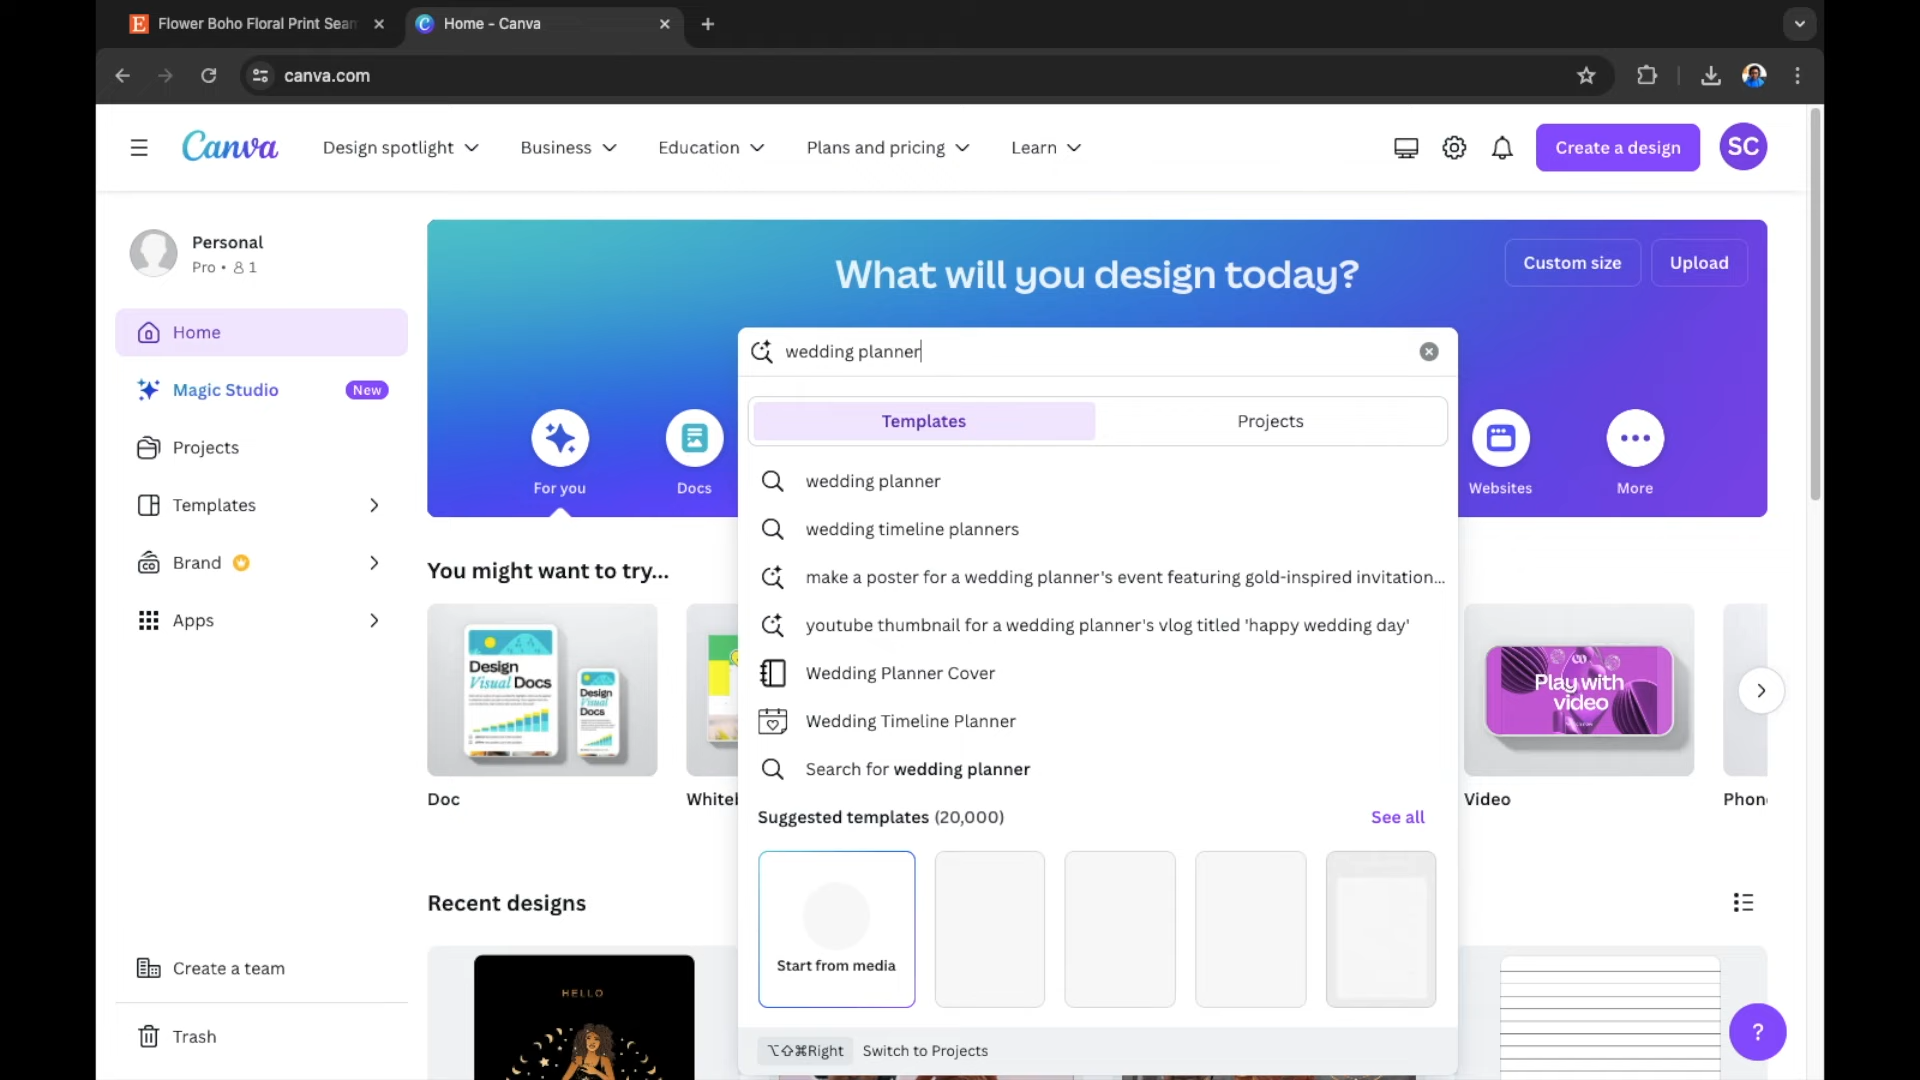 Flower Boho Floral Print Sear
Home - Canva
canva.com
Canva
Design spotlight
Business
Education
Plans and pricing
Learn
Create a design
SC
Personal
Pro • 1
Home
Magic Studio
New
Projects
Templates
Brand
Apps
Create a team
Trash
What will you design today?
Custom size
Upload
wedding planner
For you
Docs
Websites
More
Templates
Projects
wedding planner
wedding timeline planners
make a poster for a wedding planner's event featuring gold-inspired invitation...
youtube thumbnail for a wedding planner's vlog titled 'happy wedding day'
Wedding Planner Cover
Wedding Timeline Planner
Search for wedding planner
Suggested templates (20,000)
See all
Start from media
⌥⇧⌘Right
Switch to Projects
You might want to try...
Design
Visual Docs
Design
Visual
Docs
Play with
video
Doc
Whiteb
Video
Phon
Recent designs
HELLO
?